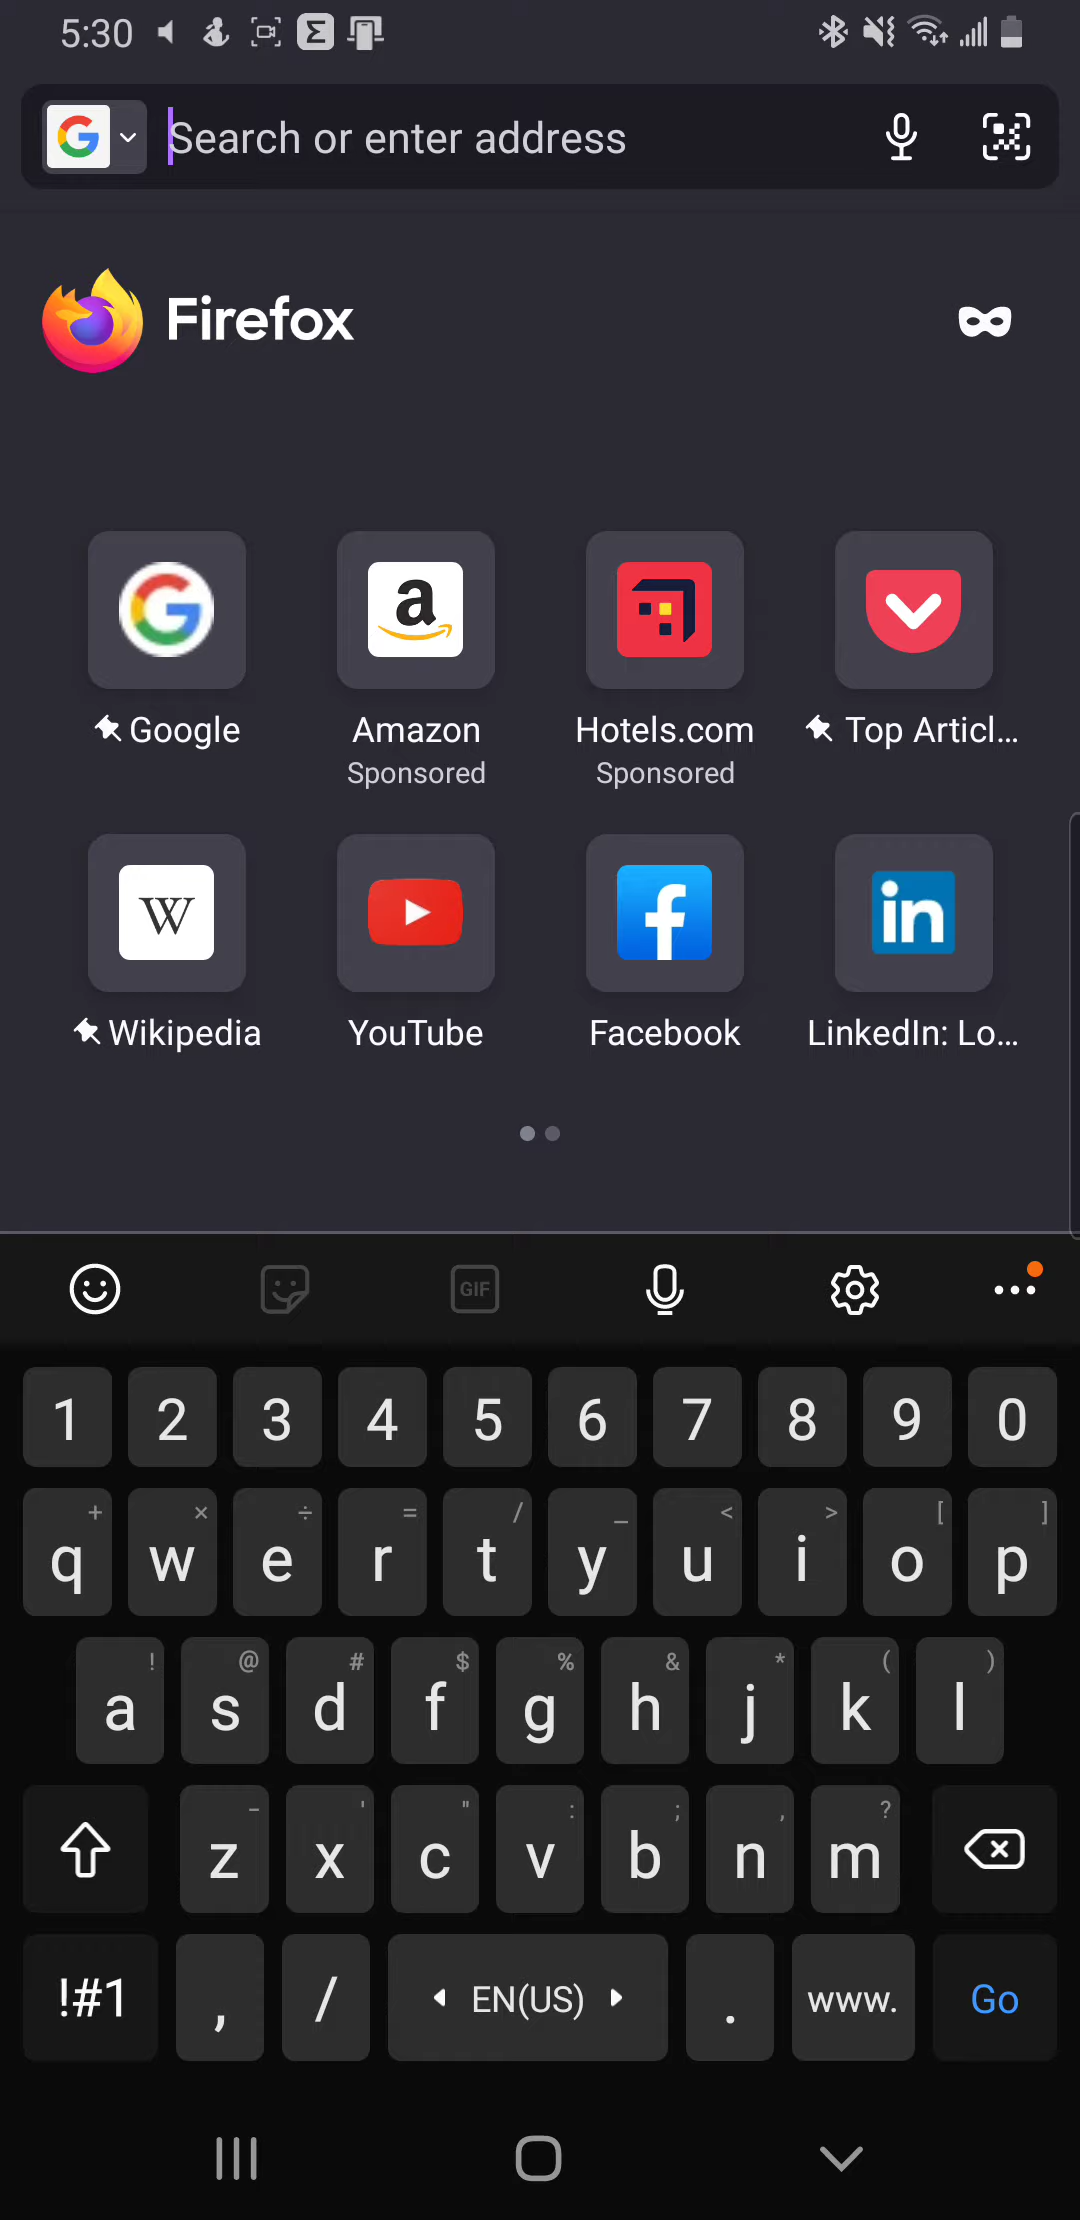 5:30
Search or enter address
Firefox
Google
Amazon
Sponsored
Hotels.com
Sponsored
Top Articl...
Wikipedia
YouTube
Facebook
LinkedIn: Lo...
GIF
1 2 3 4 5 6 7 8 9 0
+ × ÷ = / _ < > [ ]
q w e r t y u i o p
! @ # $ % & * ( )
a s d f g h j k l
- ' " : ; , ?
z x c v b n m
!#1 , / EN(US) . www. Go